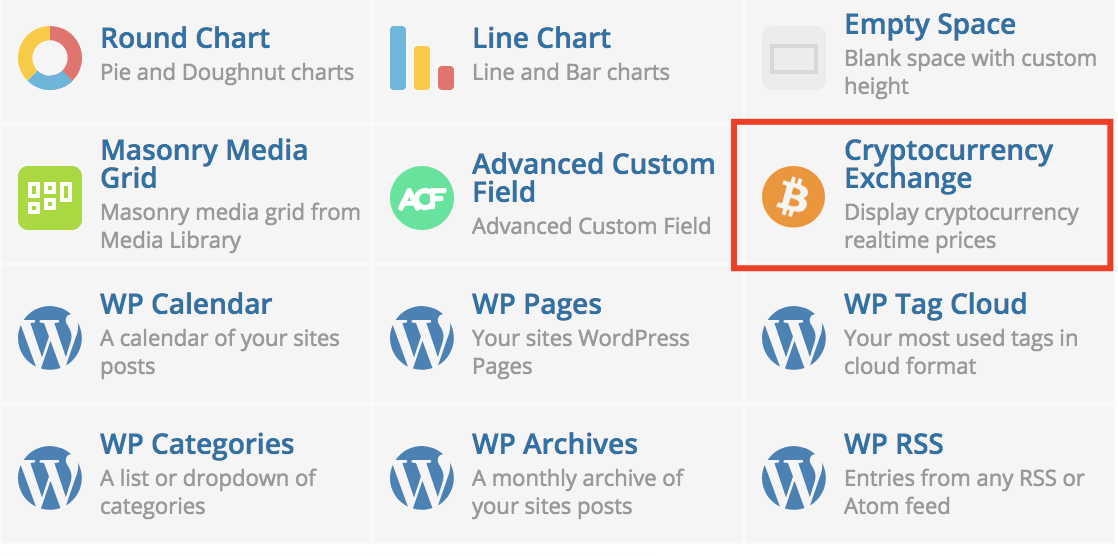 Round Chart
Pie and Doughnut charts
Line Chart
Line and Bar charts
Empty Space
Blank space with custom
height
Masonry Media
Grid
Masonry media grid from
Media Library
ACF
Advanced Custom
Field
Advanced Custom Field
Cryptocurrency
Exchange
Display cryptocurrency
realtime prices
WP Calendar
A calendar of your sites
posts
WP Pages
Your sites WordPress
Pages
WP Tag Cloud
Your most used tags in
cloud format
WP Categories
A list or dropdown of
categories
WP Archives
A monthly archive of
your sites posts
WP RSS
Entries from any RSS or
Atom feed